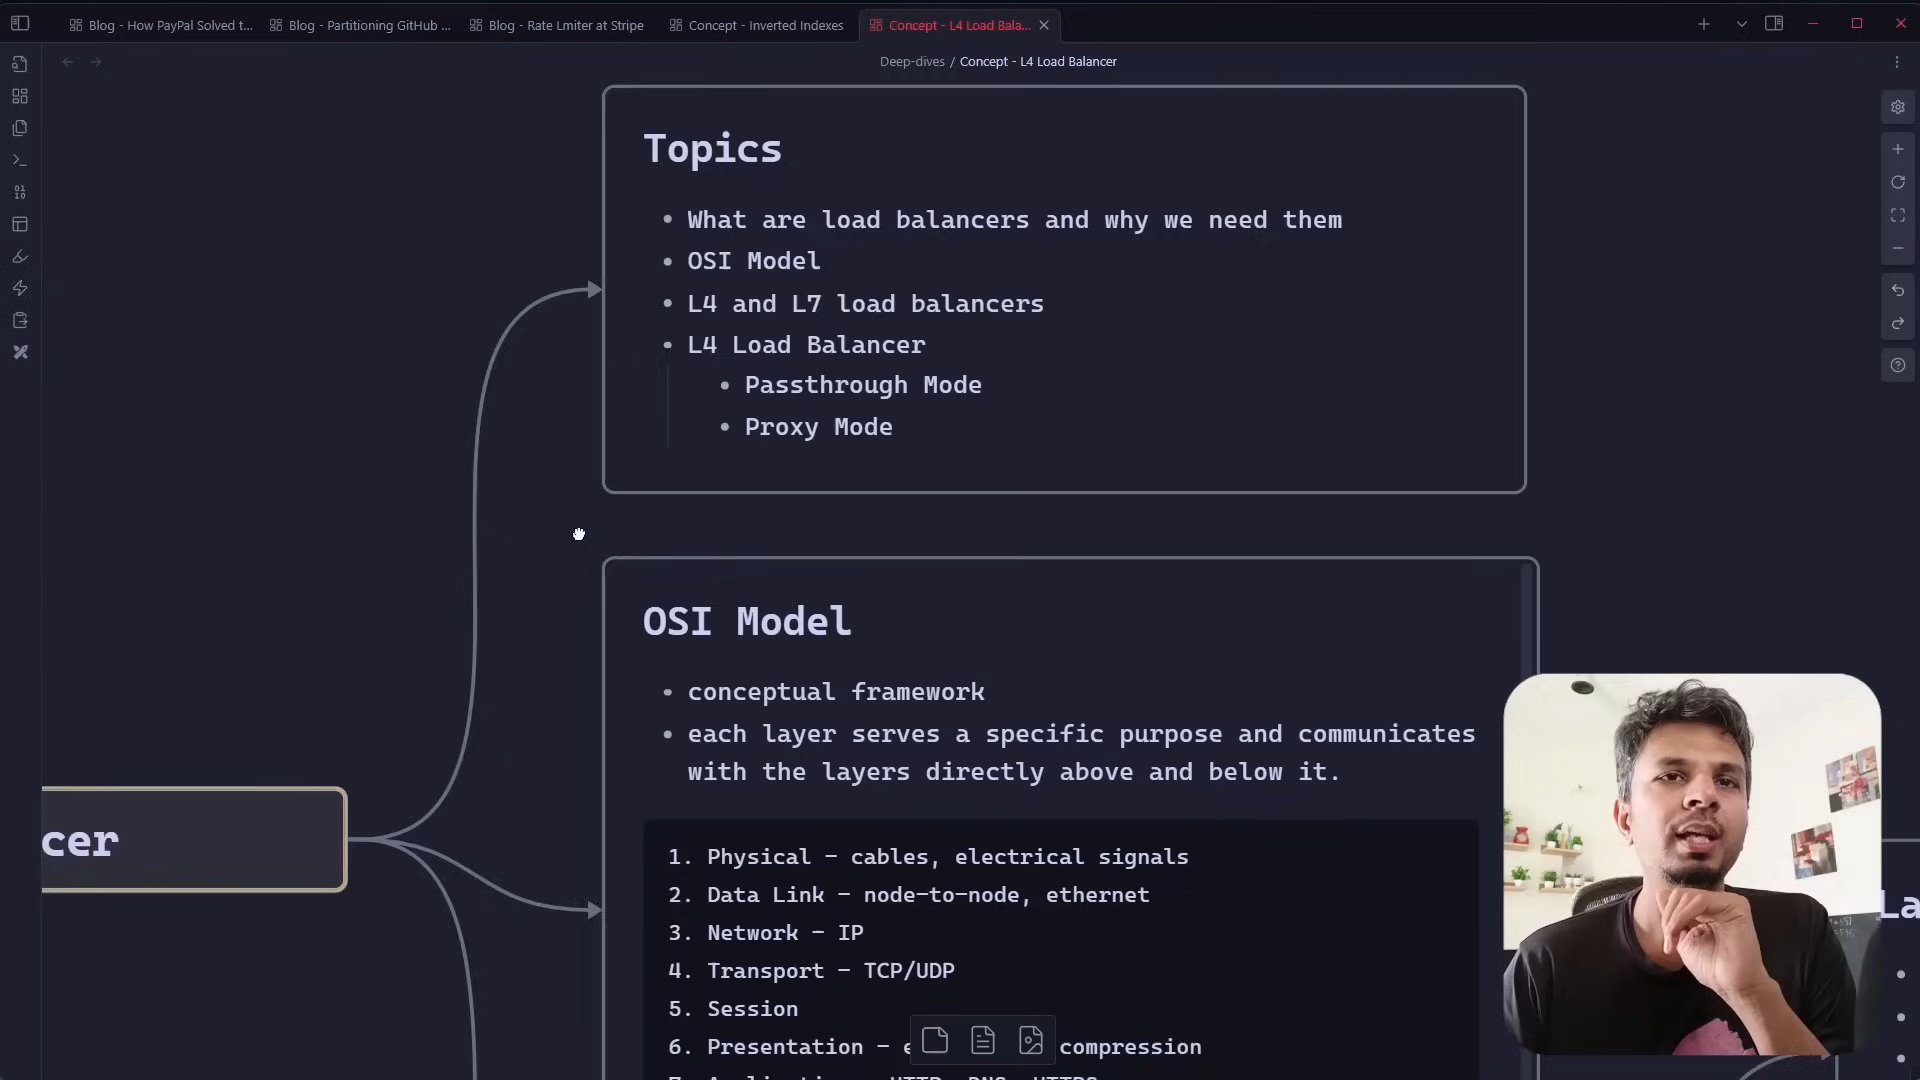 Blog - How PayPal Solved t...
Blog - Partitioning GitHub ...
Blog - Rate Lmiter at Stripe
Concept - Inverted Indexes
Concept - L4 Load Bala...
Deep-dives / Concept - L4 Load Balancer
Topics
• What are load balancers and why we need them
• OSI Model
• L4 and L7 load balancers
• L4 Load Balancer
• Passthrough Mode
• Proxy Mode
OSI Model
• conceptual framework
• each layer serves a specific purpose and communicates
with the layers directly above and below it.
cer
1. Physical - cables, electrical signals
2. Data Link - node-to-node, ethernet
3. Network - IP
4. Transport - TCP/UDP
5. Session
6. Presentation - e compression
La